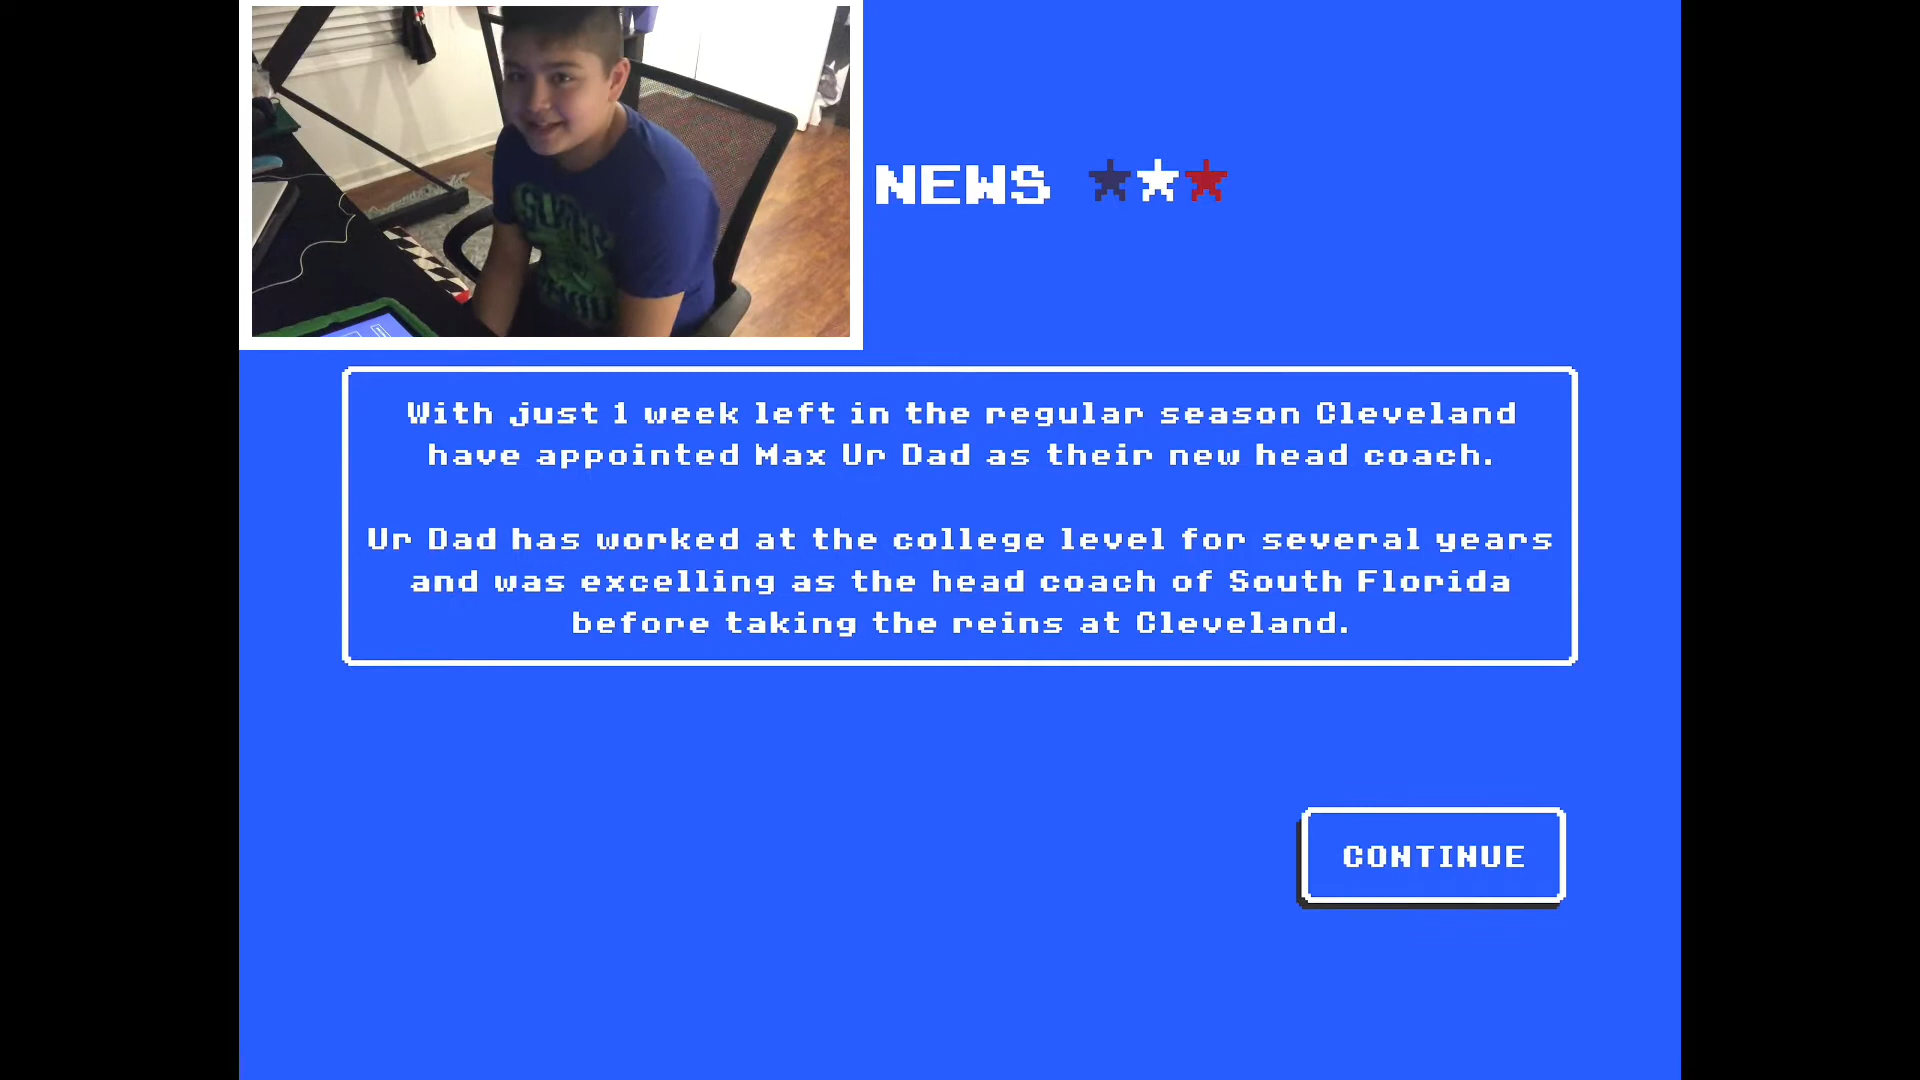 NEWS
With just 1 week left in the regular season Cleveland
have appointed Max Ur Dad as their new head coach.
Ur Dad has worked at the college level for several years
and was excelling as the head coach of South Florida
before taking the reins at Cleveland.
CONTINUE